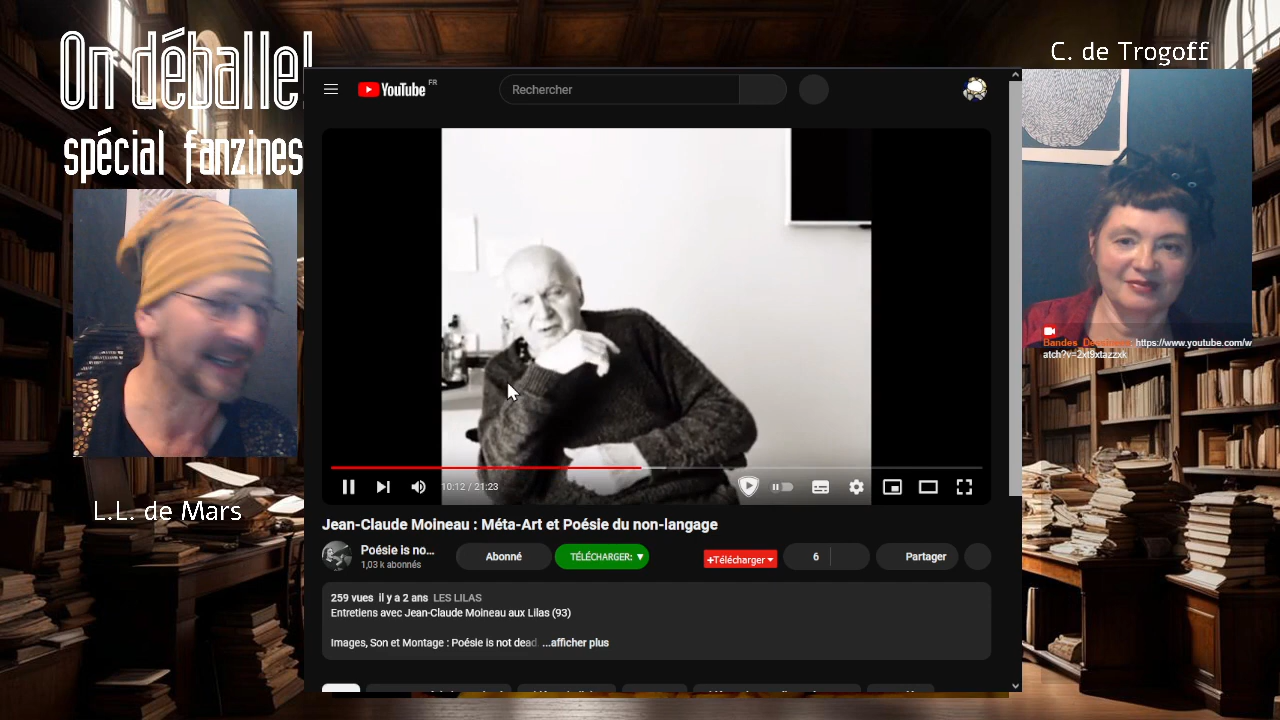 On déballe!
spécial fanzines
C. de Trogoff
YouTube FR
Rechercher
https://www.youtube.com/w
atch?v=2xt9xtazzxk
10:12 / 21:23
L.L. de Mars
Jean-Claude Moineau : Méta-Art et Poésie du non-langage
Poésie is no...
1,03 k abonnés
Abonné
TÉLÉCHARGER: ▼
+Télécharger
6
Partager
259 vues il y a 2 ans LES LILAS
Entretiens avec Jean-Claude Moineau aux Lilas (93)
Images, Son et Montage : Poésie is not dead ...afficher plus